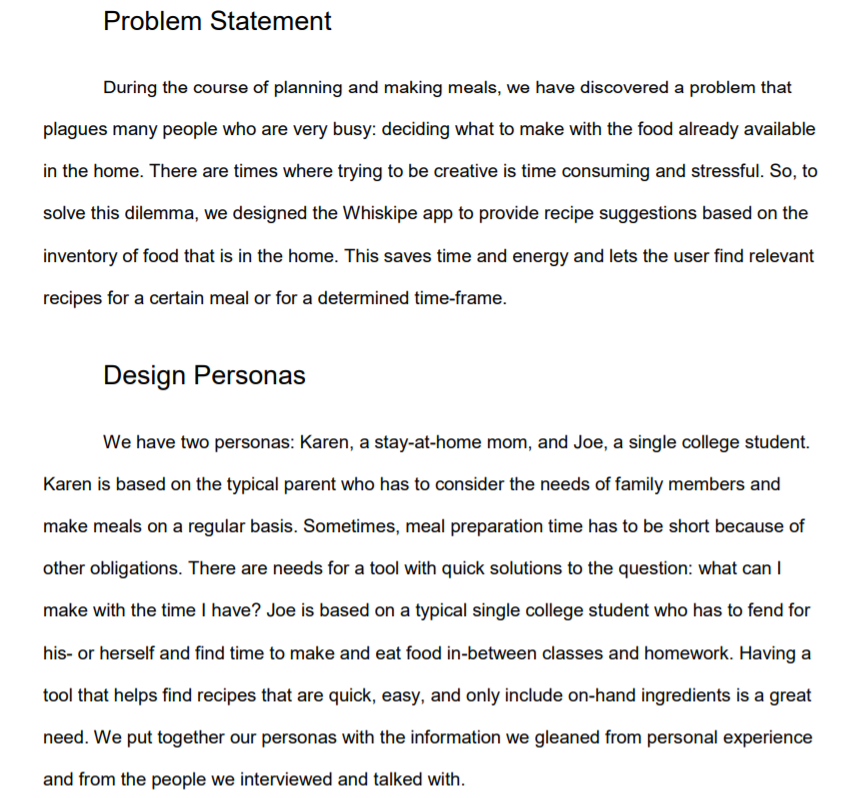 Problem Statement
During the course of planning and making meals, we have discovered a problem that
plagues many people who are very busy: deciding what to make with the food already available
in the home. There are times where trying to be creative is time consuming and stressful. So, to
solve this dilemma, we designed the Whiskipe app to provide recipe suggestions based on the
inventory of food that is in the home. This saves time and energy and lets the user find relevant
recipes for a certain meal or for a determined time-frame.
Design Personas
We have two personas: Karen, a stay-at-home mom, and Joe, a single college student.
Karen is based on the typical parent who has to consider the needs of family members and
make meals on a regular basis. Sometimes, meal preparation time has to be short because of
other obligations. There are needs for a tool with quick solutions to the question: what can I
make with the time I have? Joe is based on a typical single college student who has to fend for
his- or herself and find time to make and eat food in-between classes and homework. Having a
tool that helps find recipes that are quick, easy, and only include on-hand ingredients is a great
need. We put together our personas with the information we gleaned from personal experience
and from the people we interviewed and talked with.